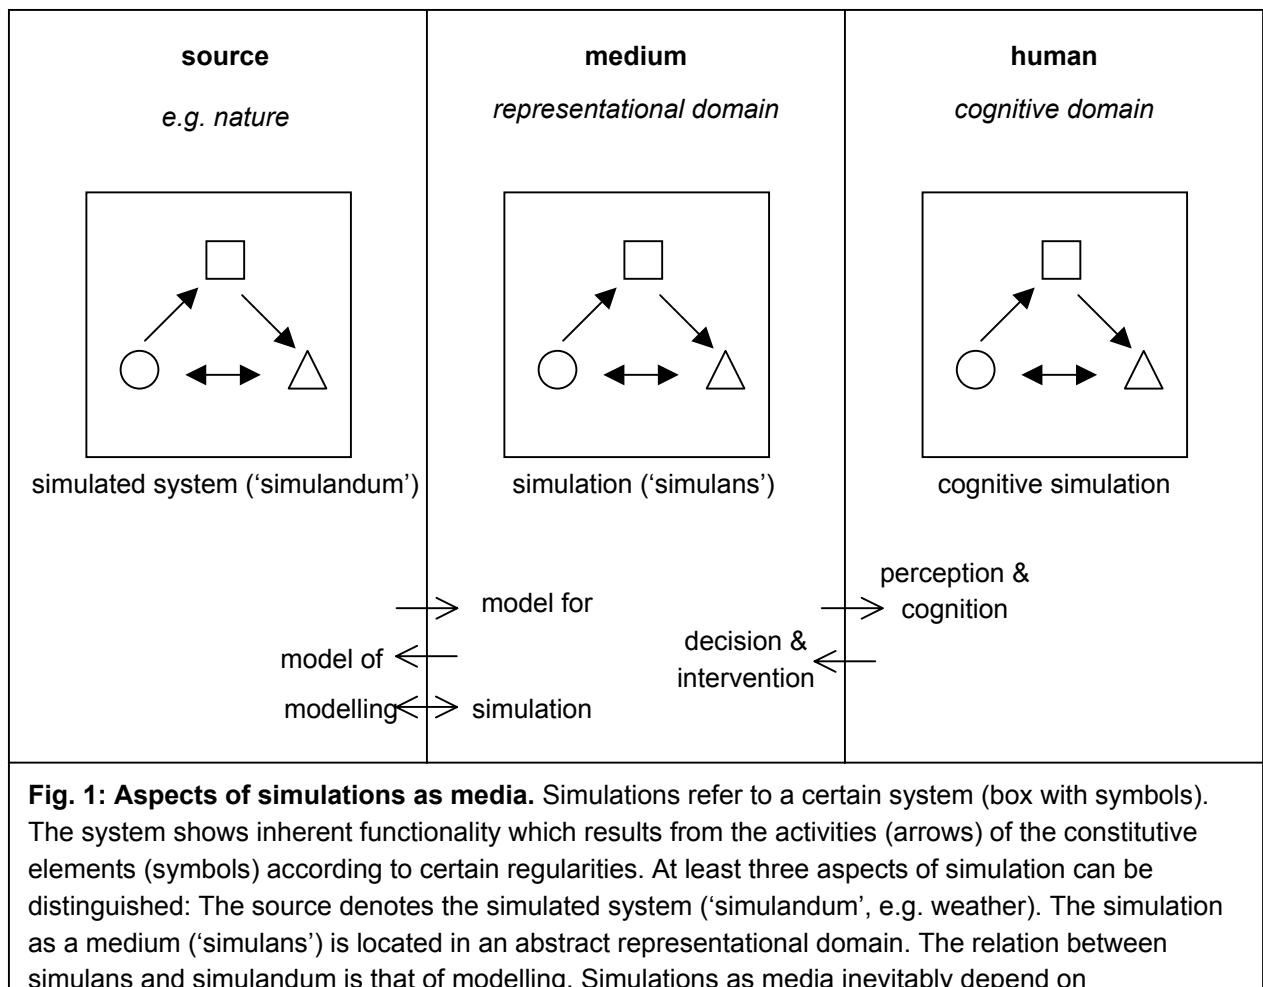 source
e.g. nature
medium
representational domain
human
cognitive domain
simulated system (‘simulandum’)
simulation (‘simulans’)
cognitive simulation
model for
model of
modelling
simulation
perception &
cognition
decision &
intervention
Fig. 1: Aspects of simulations as media. Simulations refer to a certain system (box with symbols).
The system shows inherent functionality which results from the activities (arrows) of the constitutive
elements (symbols) according to certain regularities. At least three aspects of simulation can be
distinguished: The source denotes the simulated system (‘simulandum’, e.g. weather). The simulation
as a medium (‘simulans’) is located in an abstract representational domain. The relation between
simulans and simulandum is that of modelling. Simulations as media inevitably depend on